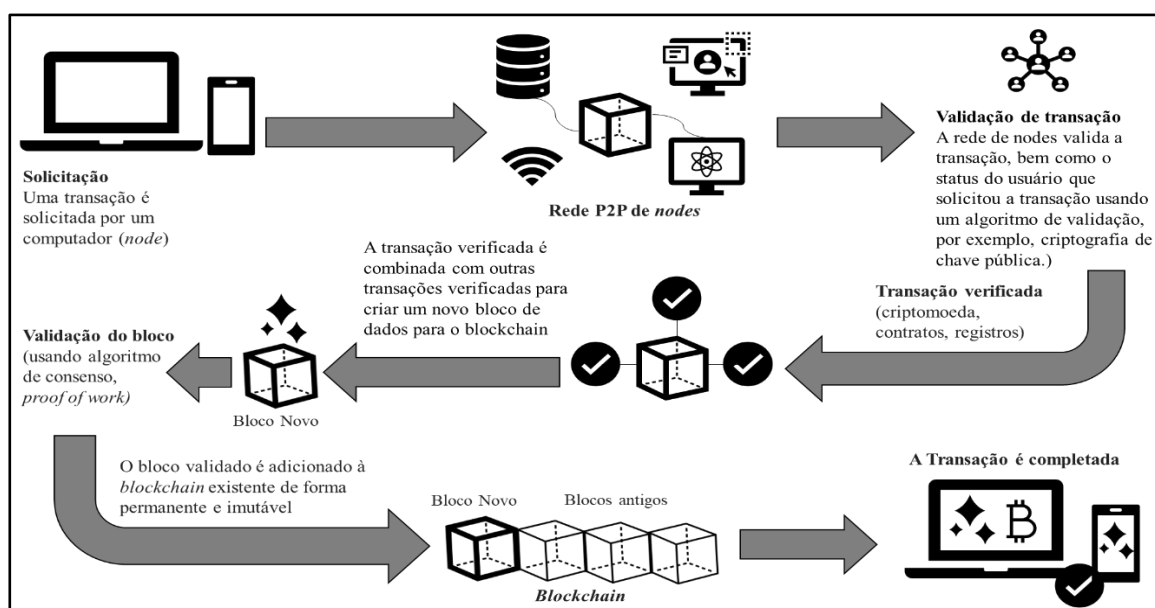 Solicitação
Uma transação é
solicitada por um
computador (node)
Rede P2P de nodes
Validação de transação
A rede de nodes valida a
transação, bem como o
status do usuário que
solicitou a transação usando
um algoritmo de validação,
por exemplo, criptografia de
chave pública.)
Transação verificada
(criptomoeda,
contratos, registros)
A transação verificada é
combinada com outras
transações verificadas para
criar um novo bloco de
dados para o blockchain
Bloco Novo
Validação do bloco
(usando algoritmo
de consenso,
proof of work)
O bloco validado é adicionado à
blockchain existente de forma
permanente e imutável
Bloco Novo
Blocos antigos
Blockchain
A Transação é completada